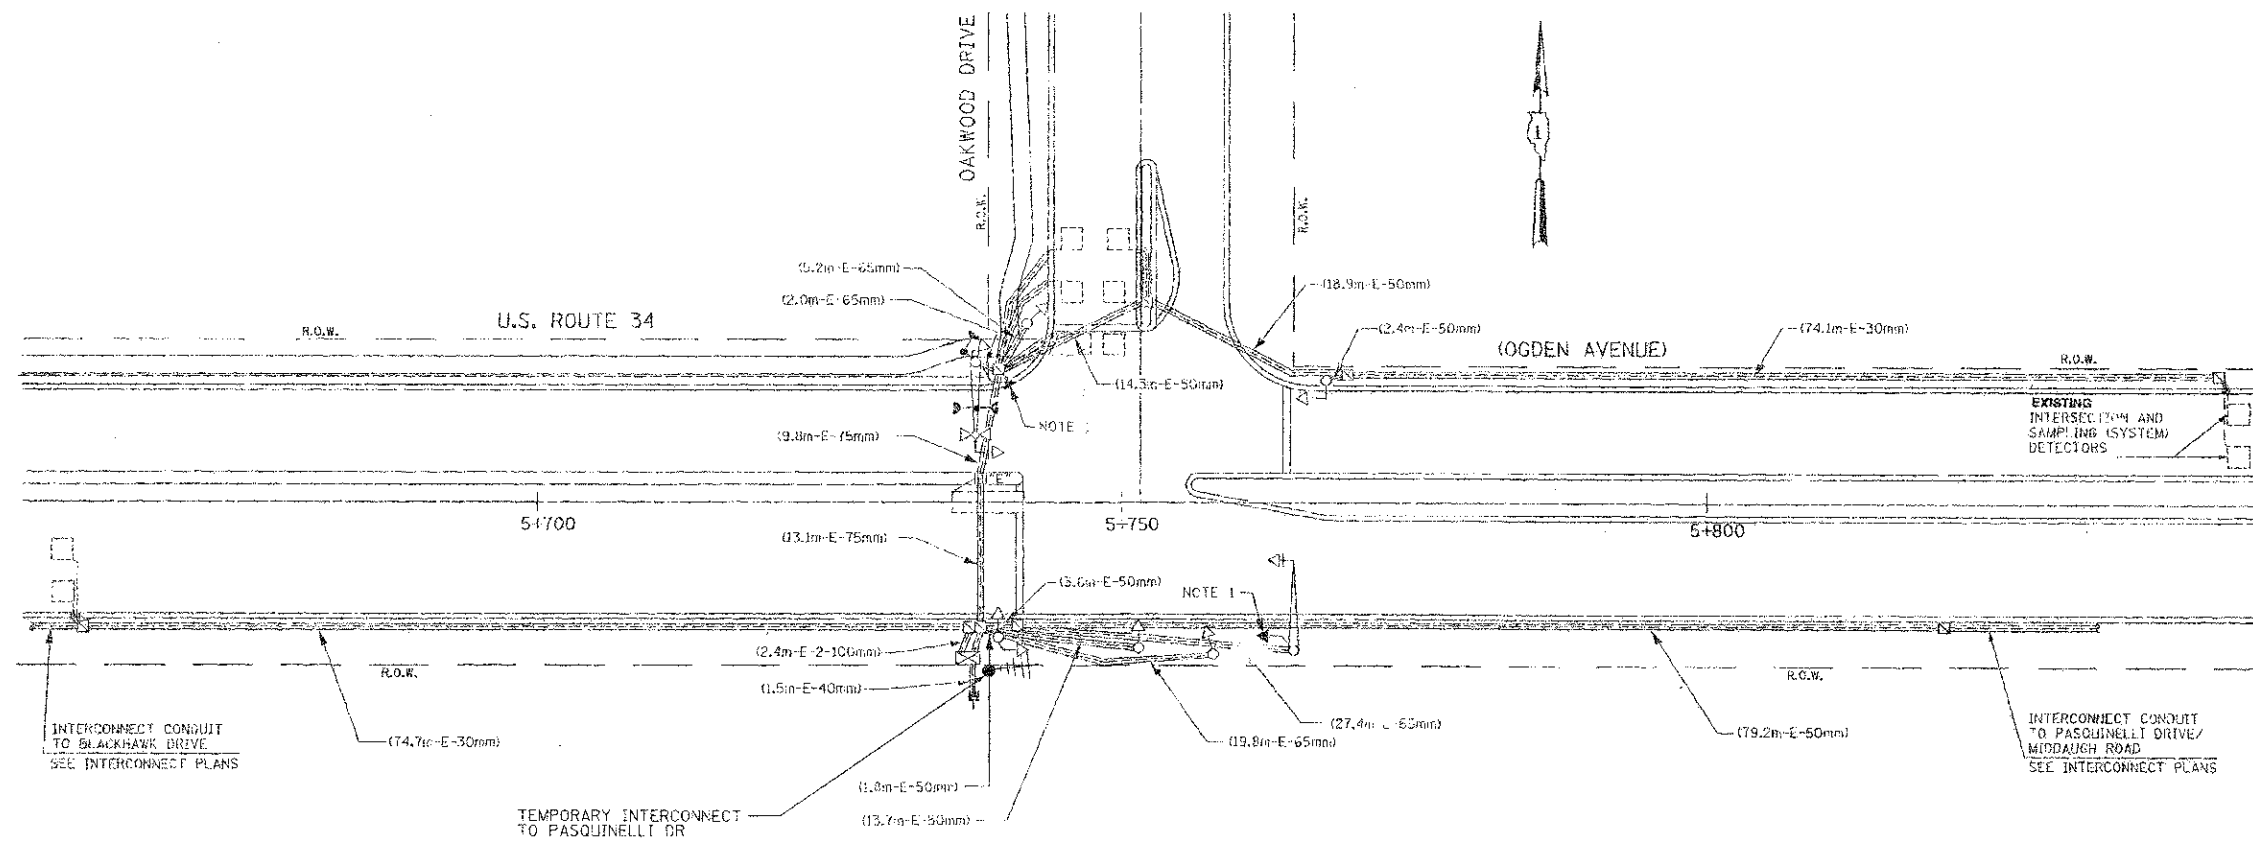 OAKWOOD DRIVE
R.O.W.
R.O.W.
(5.2m-E-65mm)
(2.0m-E-65mm)
(18.9m-E-50mm)
U.S. ROUTE 34
R.O.W.
(2.4m-E-50mm)
(74.1m-E-30mm)
(OGDEN AVENUE)
R.O.W.
(14.3m-E-50mm)
EXISTING
INTERSECTION AND
SAMPLING (SYSTEM)
DETECTORS
NOTE
(9.8m-E-75mm)
"E"
5+700
5+750
5+800
(13.1m-E-75mm)
(3.6m-E-50mm)
NOTE 1
(2.4m-E-2-100mm)
R.O.W.
R.O.W.
(1.5m-E-40mm)
INTERCONNECT CONDUIT
TO BLACKHAWK DRIVE
SEE INTERCONNECT PLANS
(74.7m-E-30mm)
(27.4m-E-65mm)
(19.8m-E-65mm)
(79.2m-E-50mm)
INTERCONNECT CONDUIT
TO PASQUINELLI DRIVE/
MIDDAUGH ROAD
SEE INTERCONNECT PLANS
(1.8m-E-50mm)
TEMPORARY INTERCONNECT
TO PASQUINELLI DR
(13.7m-E-50mm)